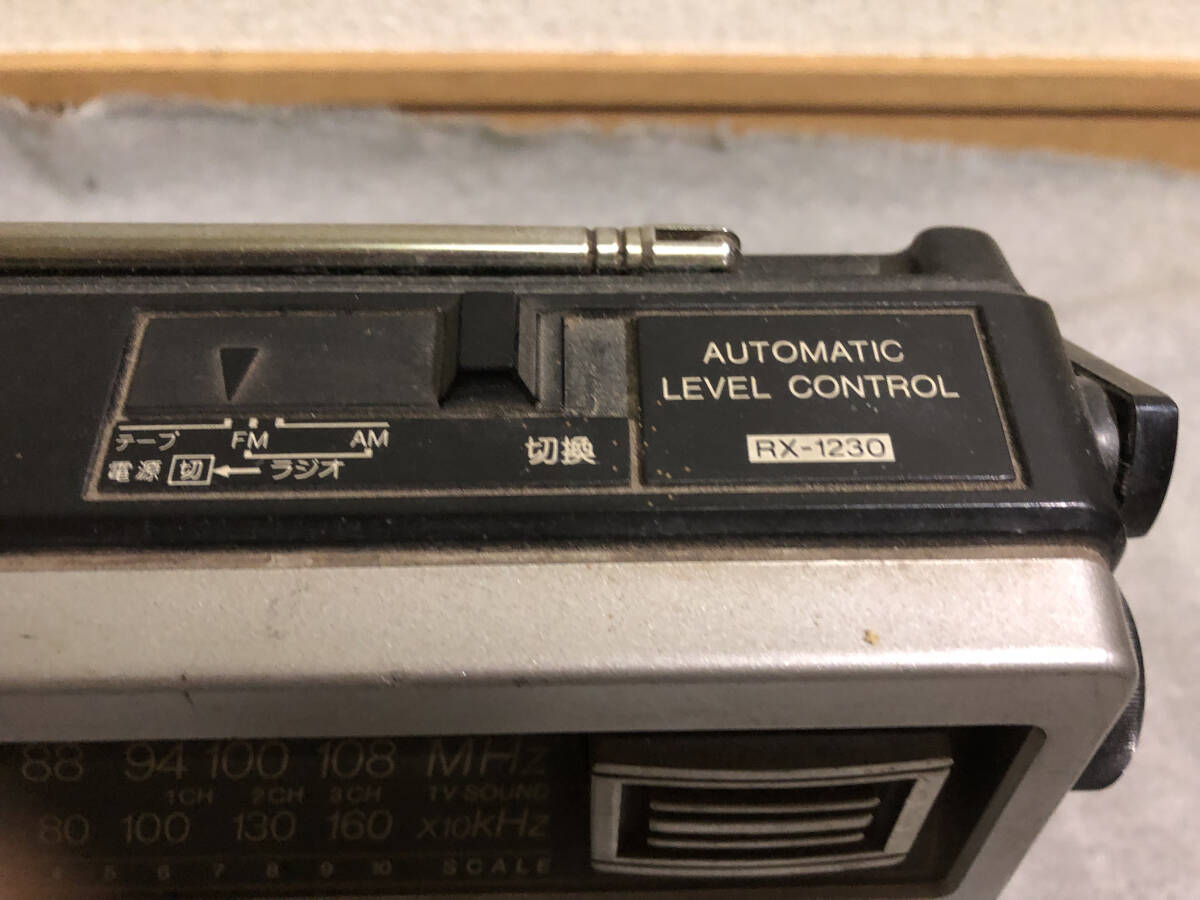 AUTOMATIC
LEVEL CONTROL
RX-1230
テープ FM AM
電源 切 ラジオ
切換
88 94 100 108 MHz
1CH 2CH 3CH TV SOUND
80 100 130 160 X10kHz
4 5 6 7 8 9 10 SCALE